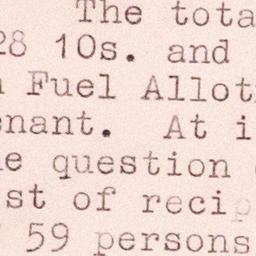 The tota
28 10s. and
Fuel Allot
enant. At i
e question
st of recip
59 persons